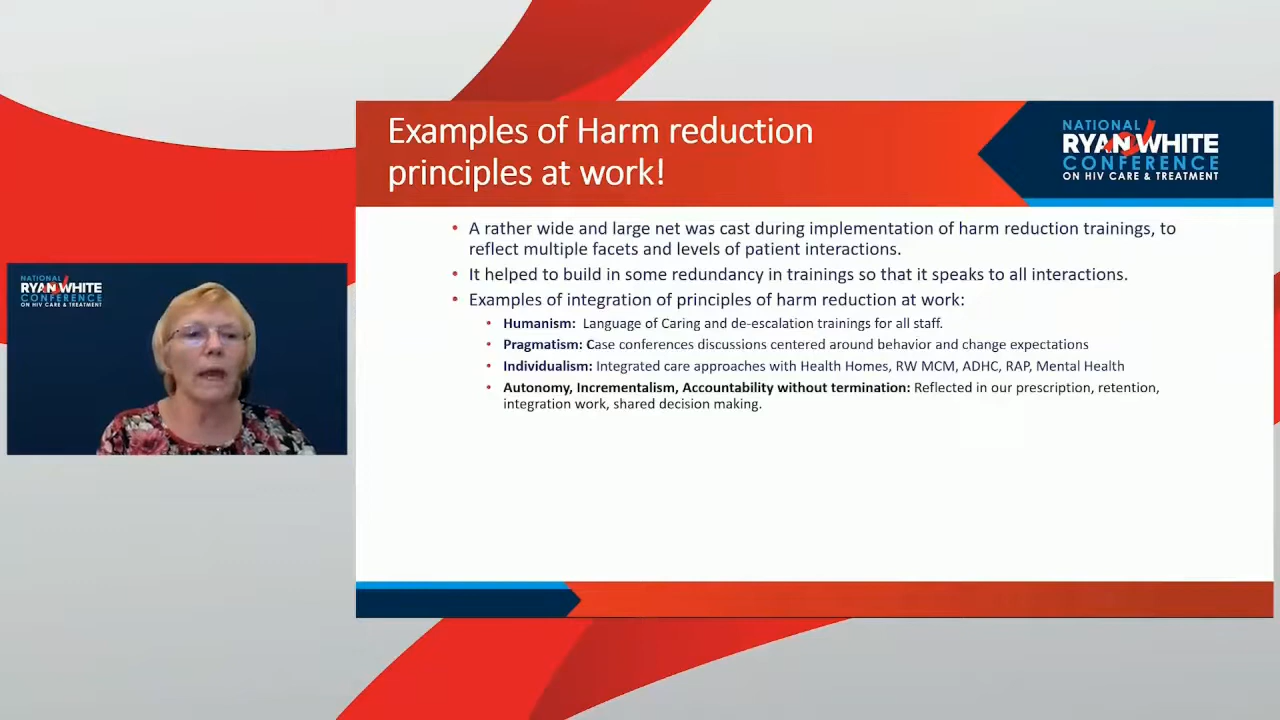 Examples of Harm reduction
principles at work!
NATIONAL
RYAN WHITE
CONFERENCE
ON HIV CARE & TREATMENT
• A rather wide and large net was cast during implementation of harm reduction trainings, to
reflect multiple facets and levels of patient interactions.
• It helped to build in some redundancy in trainings so that it speaks to all interactions.
• Examples of integration of principles of harm reduction at work:
• Humanism: Language of Caring and de-escalation trainings for all staff.
• Pragmatism: Case conferences discussions centered around behavior and change expectations
• Individualism: Integrated care approaches with Health Homes, RW MCM, ADHC, RAP, Mental Health
• Autonomy, Incrementalism, Accountability without termination: Reflected in our prescription, retention,
integration work, shared decision making.
NATIONAL
RYAN WHITE
CONFERENCE
ON HIV CARE & TREATMENT